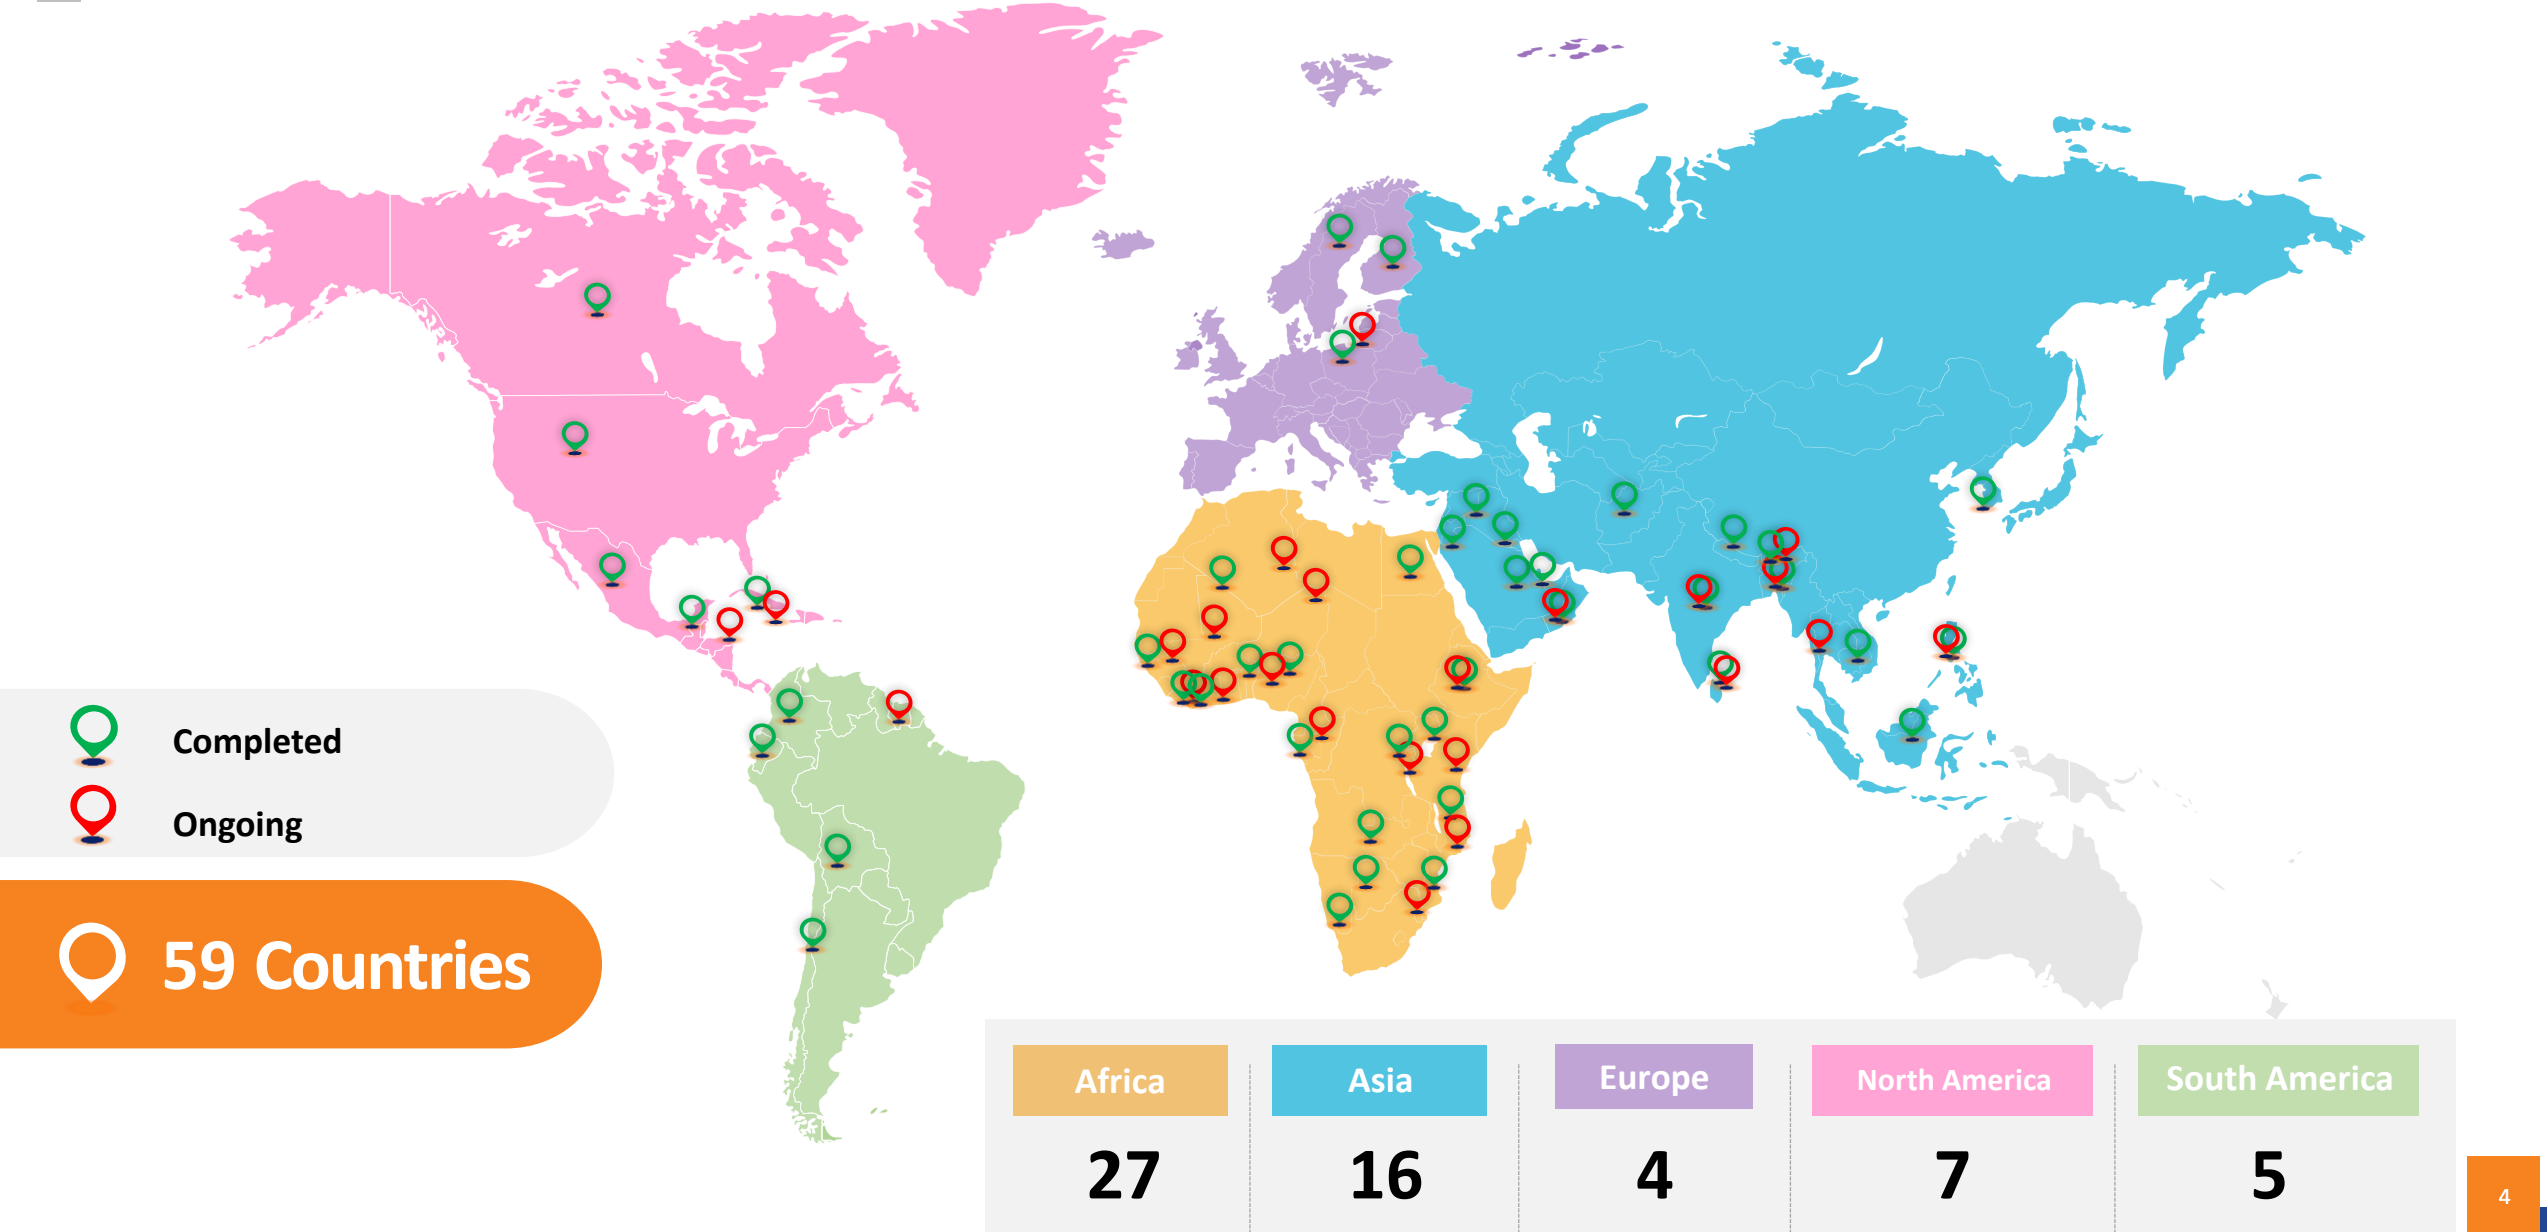 Completed
Ongoing
59 Countries
Africa
Asia
Europe
North America
South America
27
16
4
7
5
4